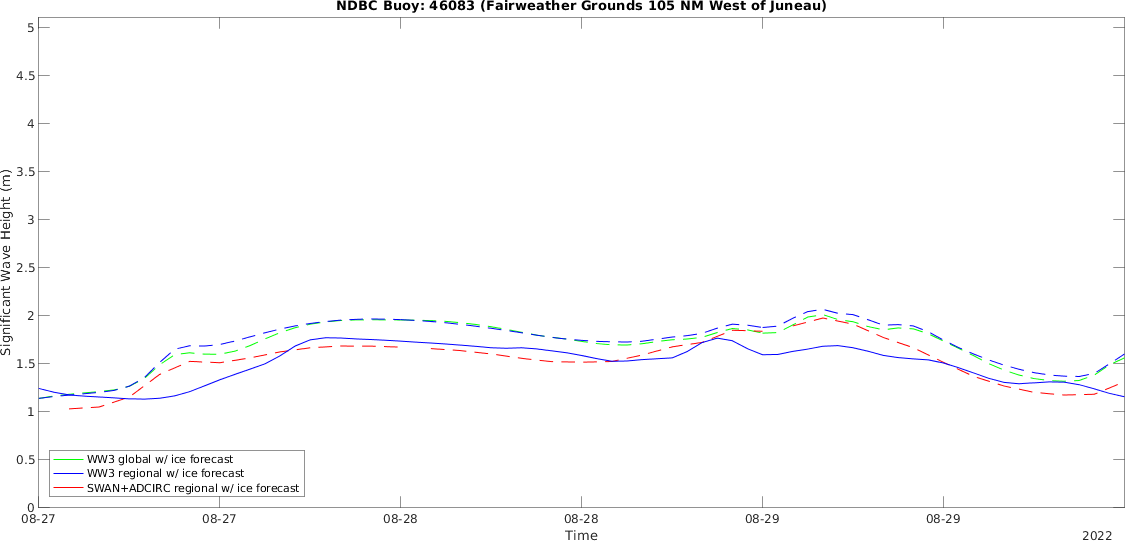 NDBC Buoy: 46083 (Fairweather Grounds 105 NM West of Juneau)
Significant Wave Height (m)
5
4.5
4
3.5
3
2.5
2
1.5
1
0.5
0
WW3 global w/ ice forecast
WW3 regional w/ ice forecast
SWAN+ADCIRC regional w/ ice forecast
08-27 08-27 08-28 08-28 08-29 08-29
Time
2022